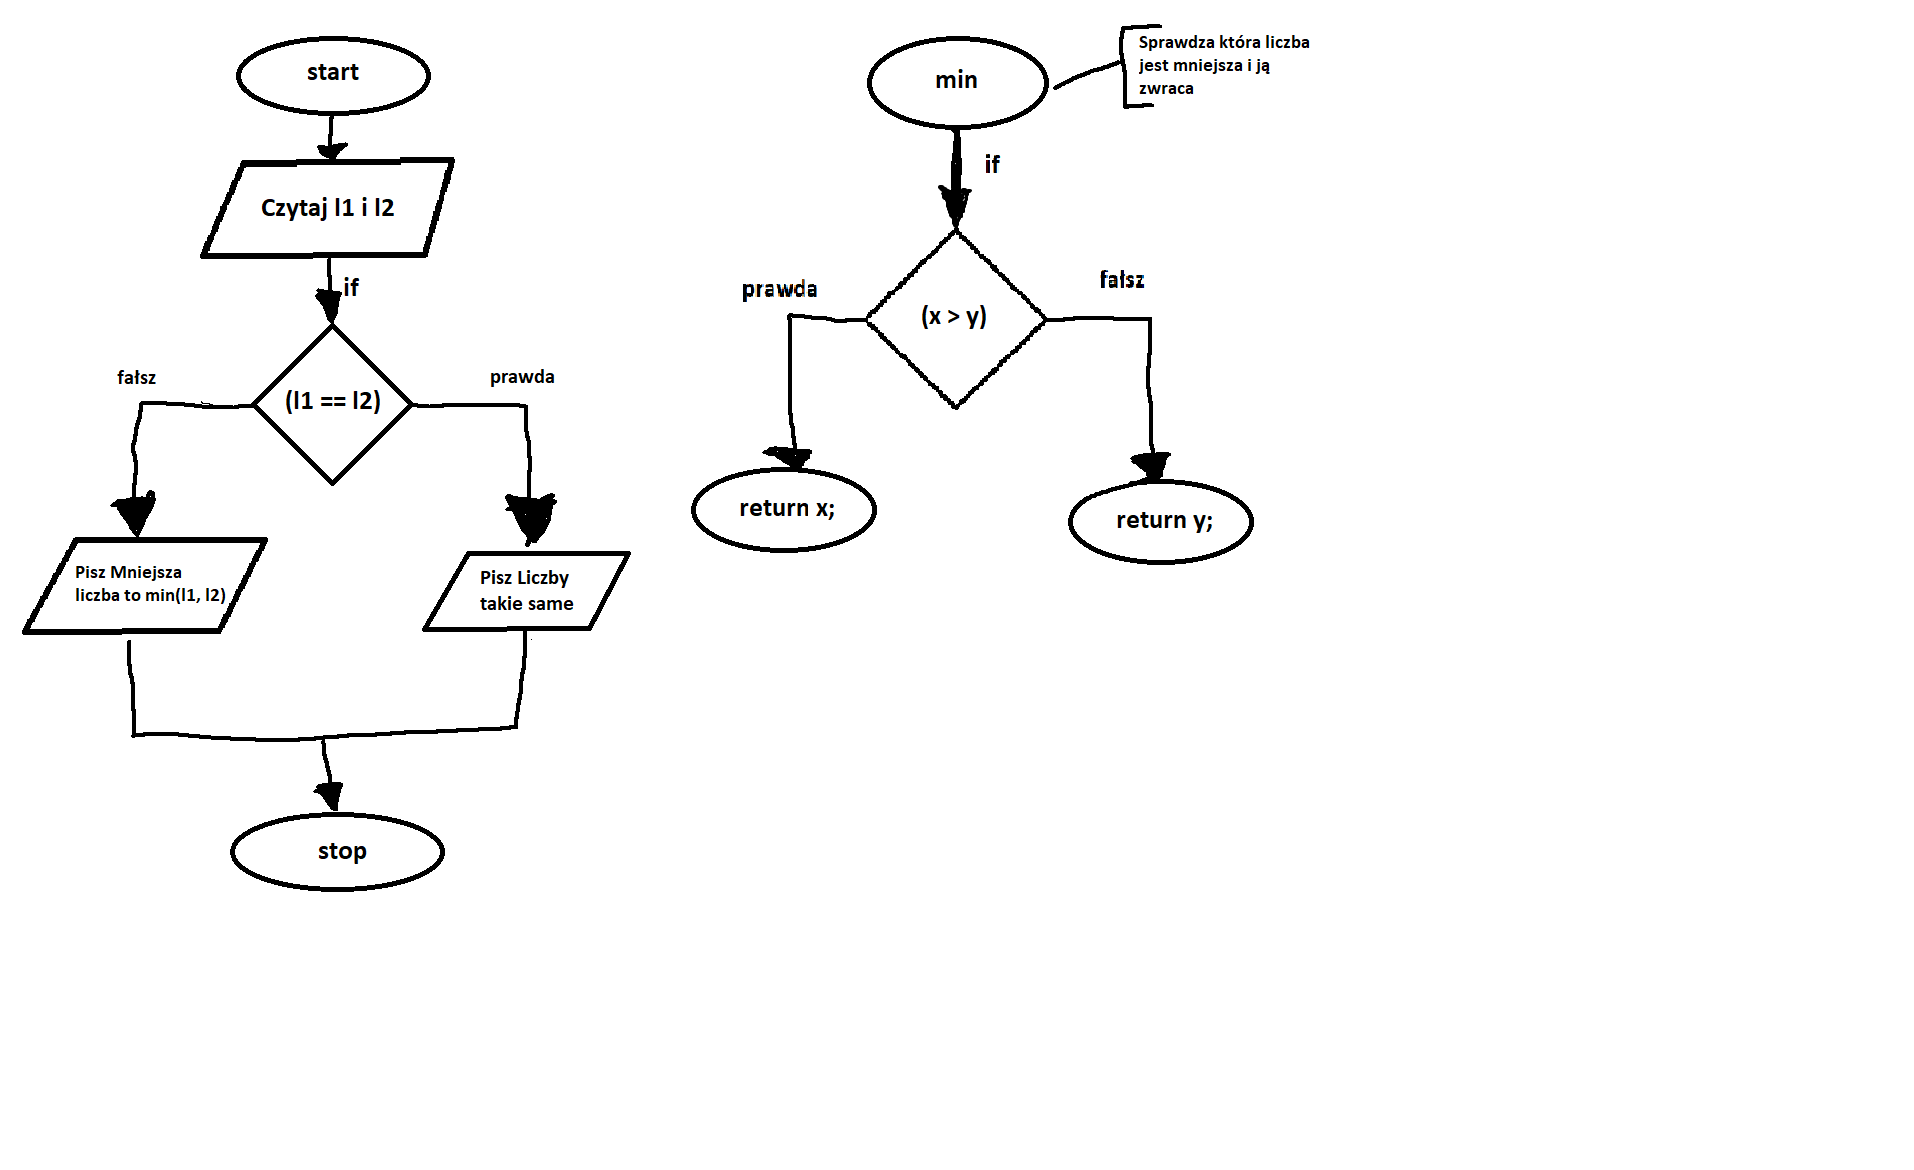 start
Czytaj l1 i l2
if
(l1 == l2)
fałsz
prawda
Pisz Mniejsza
liczba to min(l1, l2)
Pisz Liczby
takie same
stop
min
Sprawdza która liczba
jest mniejsza i ją
zwraca
if
(x > y)
prawda
fałsz
return x;
return y;